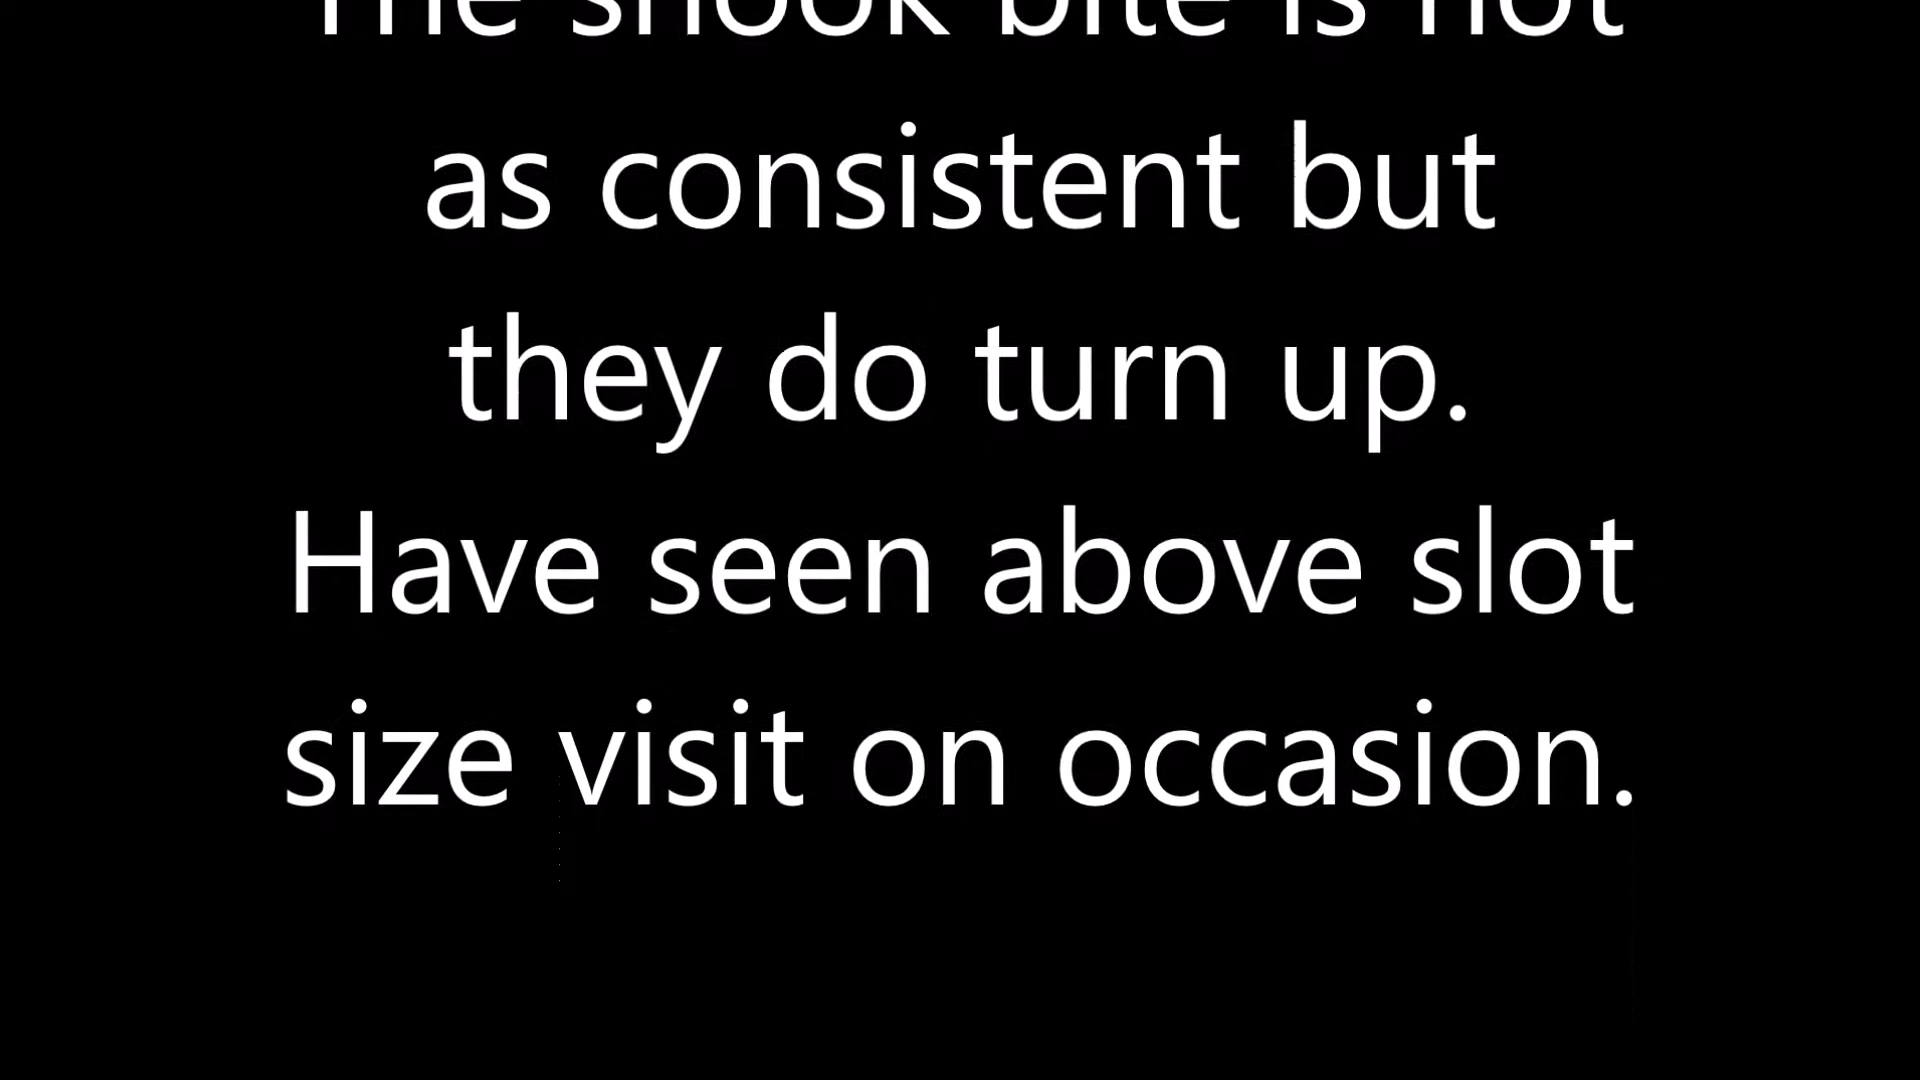 The snook bite is not
as consistent but
they do turn up.
Have seen above slot
size visit on occasion.